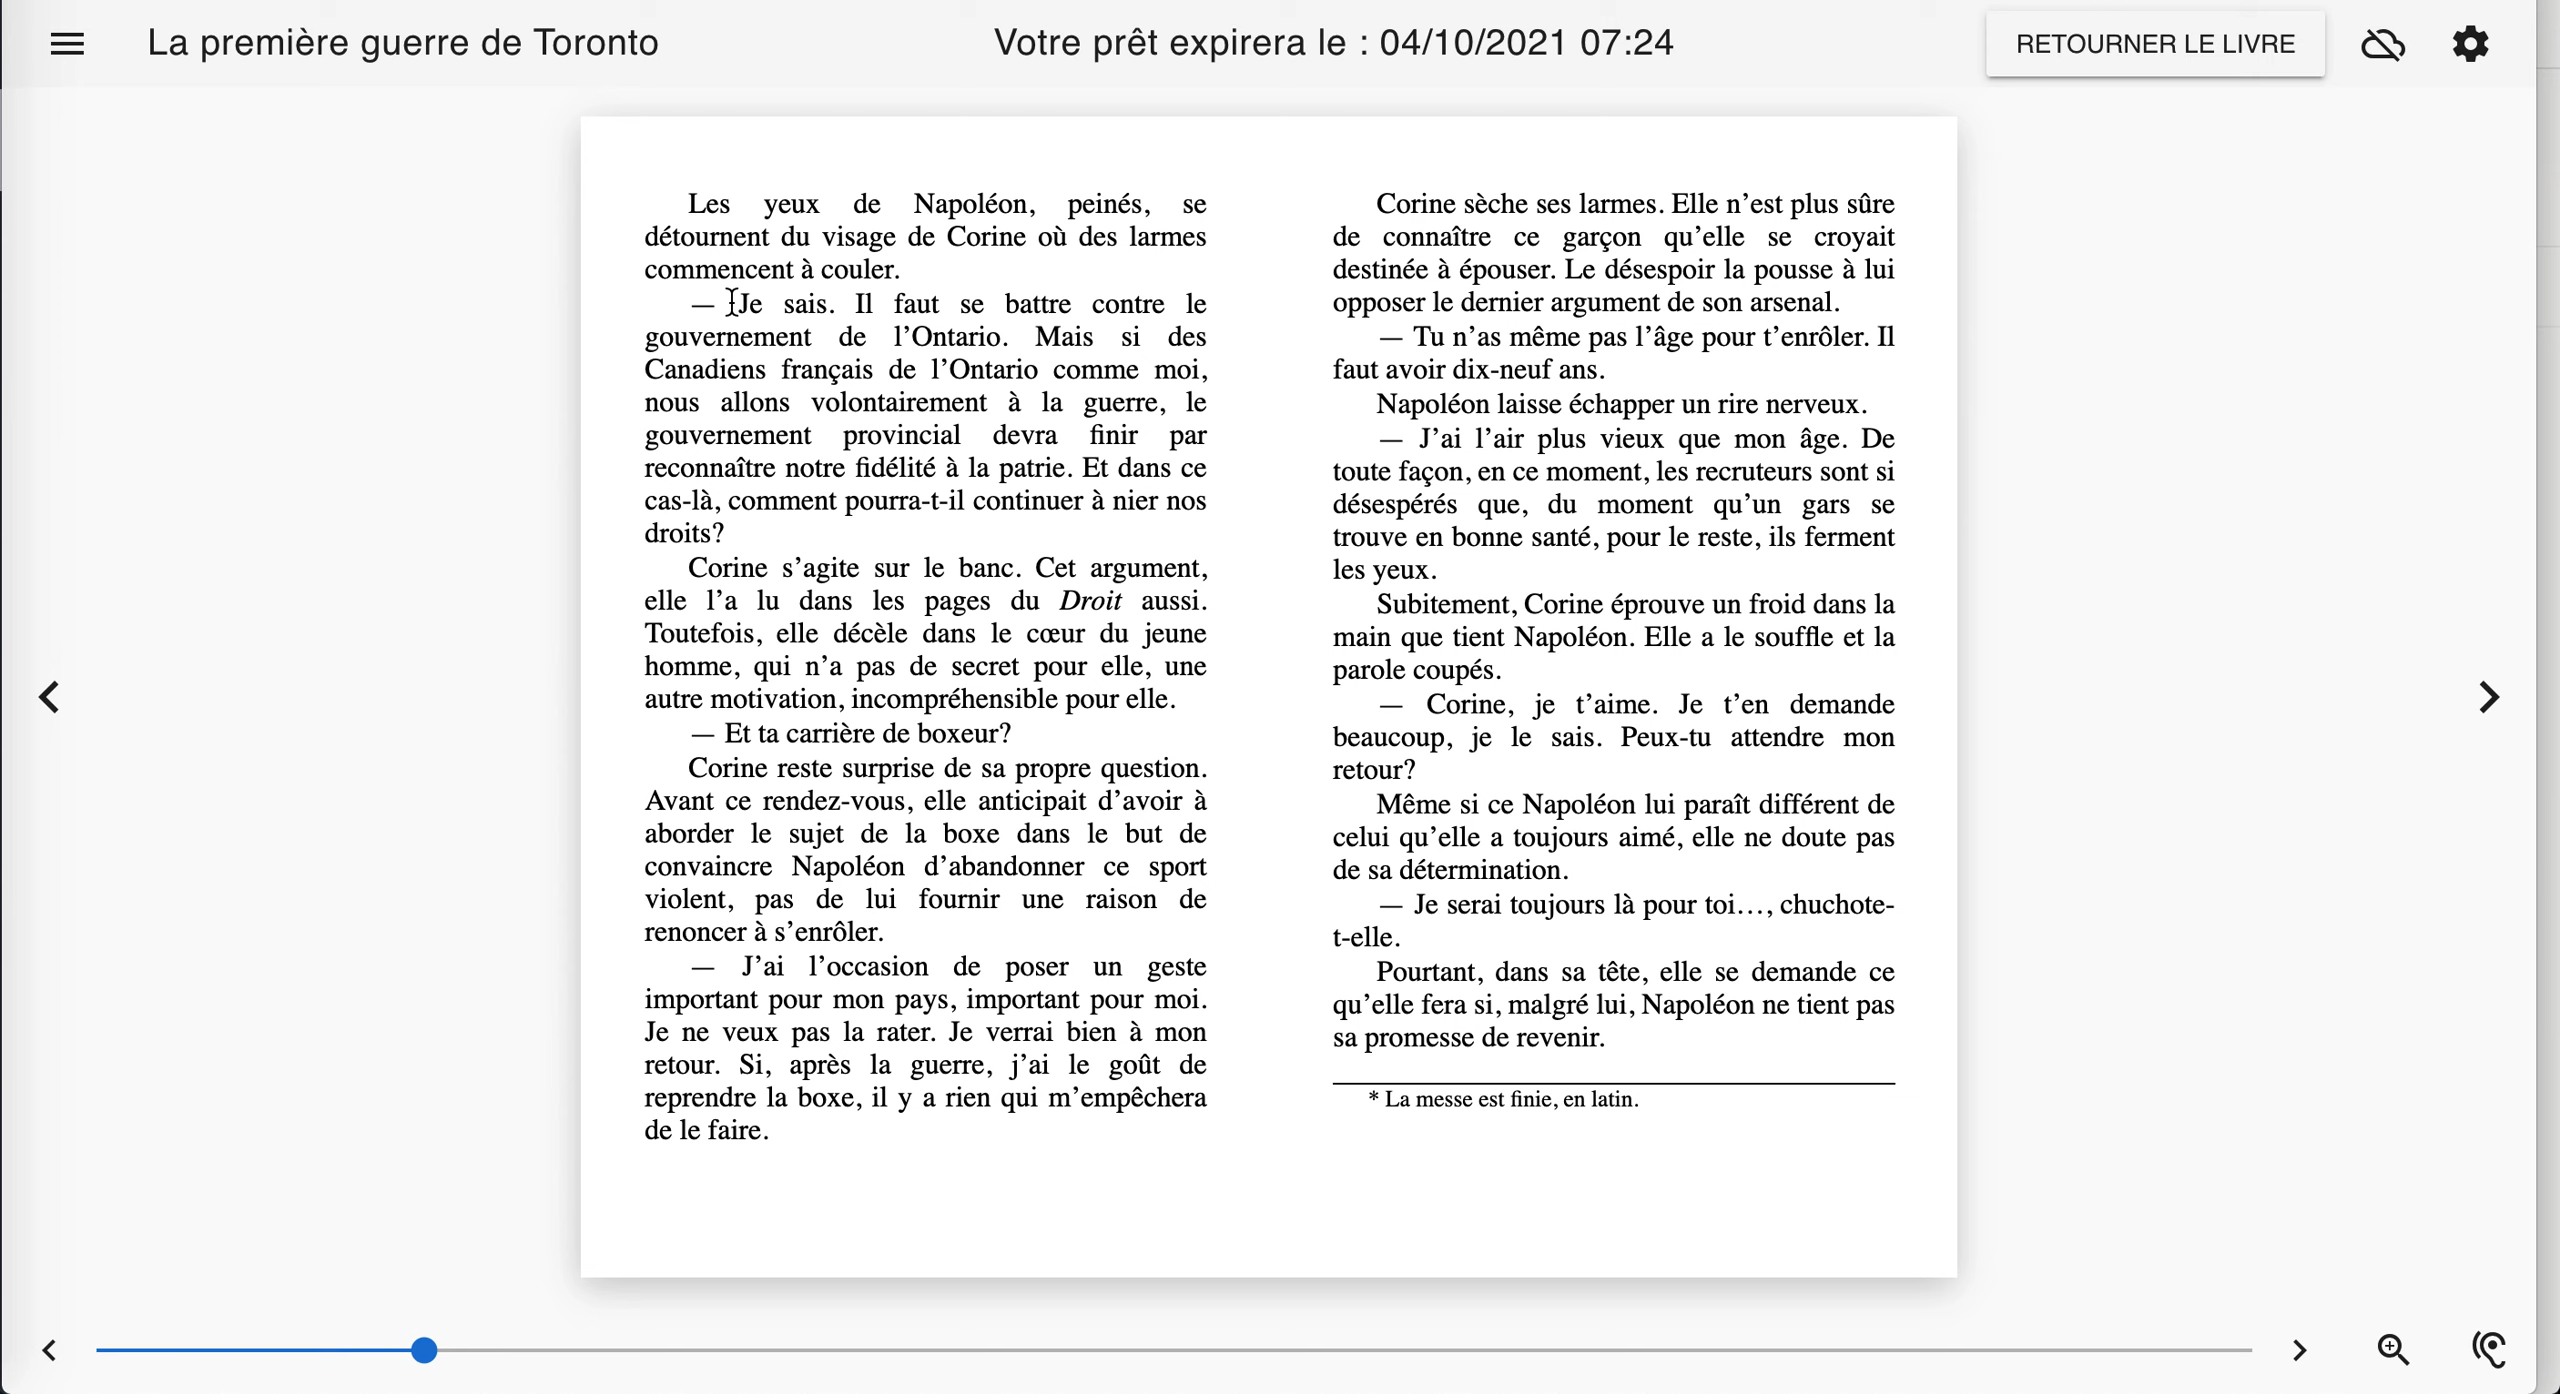 La première guerre de Toronto
Votre prêt expirera le : 04/10/2021 07:24
RETOURNER LE LIVRE
Les yeux de Napoléon, peinés, se
détournent du visage de Corine où des larmes
commencent à couler.
— Je sais. Il faut se battre contre le
gouvernement de l’Ontario. Mais si des
Canadiens français de l’Ontario comme moi,
nous allons volontairement à la guerre, le
gouvernement provincial devra finir par
reconnaître notre fidélité à la patrie. Et dans ce
cas-là, comment pourra-t-il continuer à nier nos
droits?
Corine s’agite sur le banc. Cet argument,
elle l’a lu dans les pages du Droit aussi.
Toutefois, elle décèle dans le cœur du jeune
homme, qui n’a pas de secret pour elle, une
autre motivation, incompréhensible pour elle.
— Et ta carrière de boxeur?
Corine reste surprise de sa propre question.
Avant ce rendez-vous, elle anticipait d’avoir à
aborder le sujet de la boxe dans le but de
convaincre Napoléon d’abandonner ce sport
violent, pas de lui fournir une raison de
renoncer à s’enrôler.
— J’ai l’occasion de poser un geste
important pour mon pays, important pour moi.
Je ne veux pas la rater. Je verrai bien à mon
retour. Si, après la guerre, j’ai le goût de
reprendre la boxe, il y a rien qui m’empêchera
de le faire.
Corine sèche ses larmes. Elle n’est plus sûre
de connaître ce garçon qu’elle se croyait
destinée à épouser. Le désespoir la pousse à lui
opposer le dernier argument de son arsenal.
— Tu n’as même pas l’âge pour t’enrôler. Il
faut avoir dix-neuf ans.
Napoléon laisse échapper un rire nerveux.
— J’ai l’air plus vieux que mon âge. De
toute façon, en ce moment, les recruteurs sont si
désespérés que, du moment qu’un gars se
trouve en bonne santé, pour le reste, ils ferment
les yeux.
Subitement, Corine éprouve un froid dans la
main que tient Napoléon. Elle a le souffle et la
parole coupés.
— Corine, je t’aime. Je t’en demande
beaucoup, je le sais. Peux-tu attendre mon
retour?
Même si ce Napoléon lui paraît différent de
celui qu’elle a toujours aimé, elle ne doute pas
de sa détermination.
— Je serai toujours là pour toi…, chuchote-
t-elle.
Pourtant, dans sa tête, elle se demande ce
qu’elle fera si, malgré lui, Napoléon ne tient pas
sa promesse de revenir.
* La messe est finie, en latin.